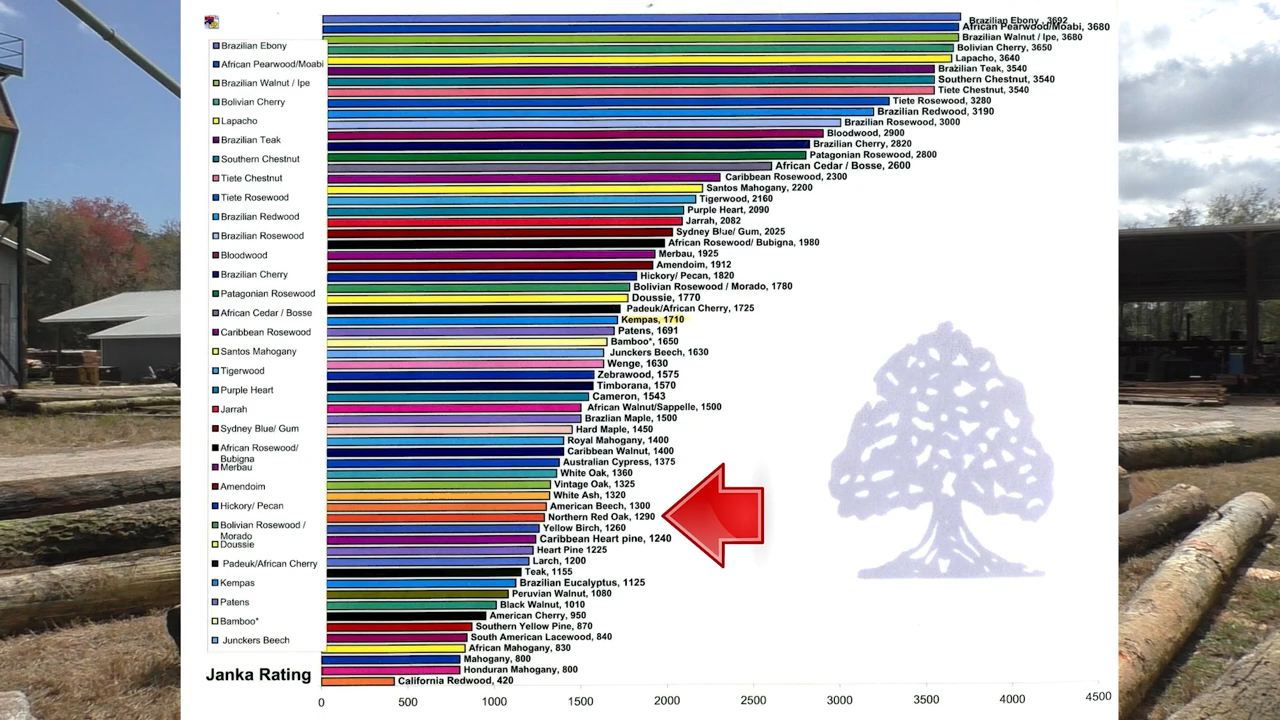 Brazilian Ebony , 3692
African Pearwood/Moabi, 3680
Brazilian Walnut / Ipe, 3680
Bolivian Cherry, 3650
Lapacho, 3640
Brazilian Teak, 3540
Southern Chestnut, 3540
Tiete Chestnut, 3540
Tiete Rosewood, 3280
Brazilian Redwood, 3190
Brazilian Rosewood, 3000
Bloodwood, 2900
Brazilian Cherry, 2820
Patagonian Rosewood, 2800
African Cedar / Bosse, 2600
Caribbean Rosewood, 2300
Santos Mahogany, 2200
Tigerwood, 2160
Purple Heart, 2090
Jarrah, 2082
Sydney Blue/ Gum, 2025
African Rosewood/ Bubigna, 1980
Merbau, 1925
Amendoim, 1912
Hickory/ Pecan, 1820
Bolivian Rosewood / Morado, 1780
Doussie, 1770
Padeuk/African Cherry, 1725
Kempas, 1710
Patens, 1691
Bamboo*, 1650
Junckers Beech, 1630
Wenge, 1630
Zebrawood, 1575
Timborana, 1570
Cameron, 1543
African Walnut/Sappelle, 1500
Brazlian Maple, 1500
Hard Maple, 1450
Royal Mahogany, 1400
Caribbean Walnut, 1400
Australian Cypress, 1375
White Oak, 1360
Vintage Oak, 1325
White Ash, 1320
American Beech, 1300
Northern Red Oak, 1290
Yellow Birch, 1260
Caribbean Heart pine, 1240
Heart Pine 1225
Larch, 1200
Teak, 1155
Brazilian Eucalyptus, 1125
Peruvian Walnut, 1080
Black Walnut, 1010
American Cherry, 950
Southern Yellow Pine, 870
South American Lacewood, 840
African Mahogany, 830
Mahogany, 800
Honduran Mahogany, 800
California Redwood, 420
Brazilian Ebony
African Pearwood/Moabi
Brazilian Walnut / Ipe
Bolivian Cherry
Lapacho
Brazilian Teak
Southern Chestnut
Tiete Chestnut
Tiete Rosewood
Brazilian Redwood
Brazilian Rosewood
Bloodwood
Brazilian Cherry
Patagonian Rosewood
African Cedar / Bosse
Caribbean Rosewood
Santos Mahogany
Tigerwood
Purple Heart
Jarrah
Sydney Blue/ Gum
African Rosewood/
Bubigna
Merbau
Amendoim
Hickory/ Pecan
Bolivian Rosewood /
Morado
Doussie
Padeuk/African Cherry
Kempas
Patens
Bamboo*
Junckers Beech
Janka Rating
0 500 1000 1500 2000 2500 3000 3500 4000 4500